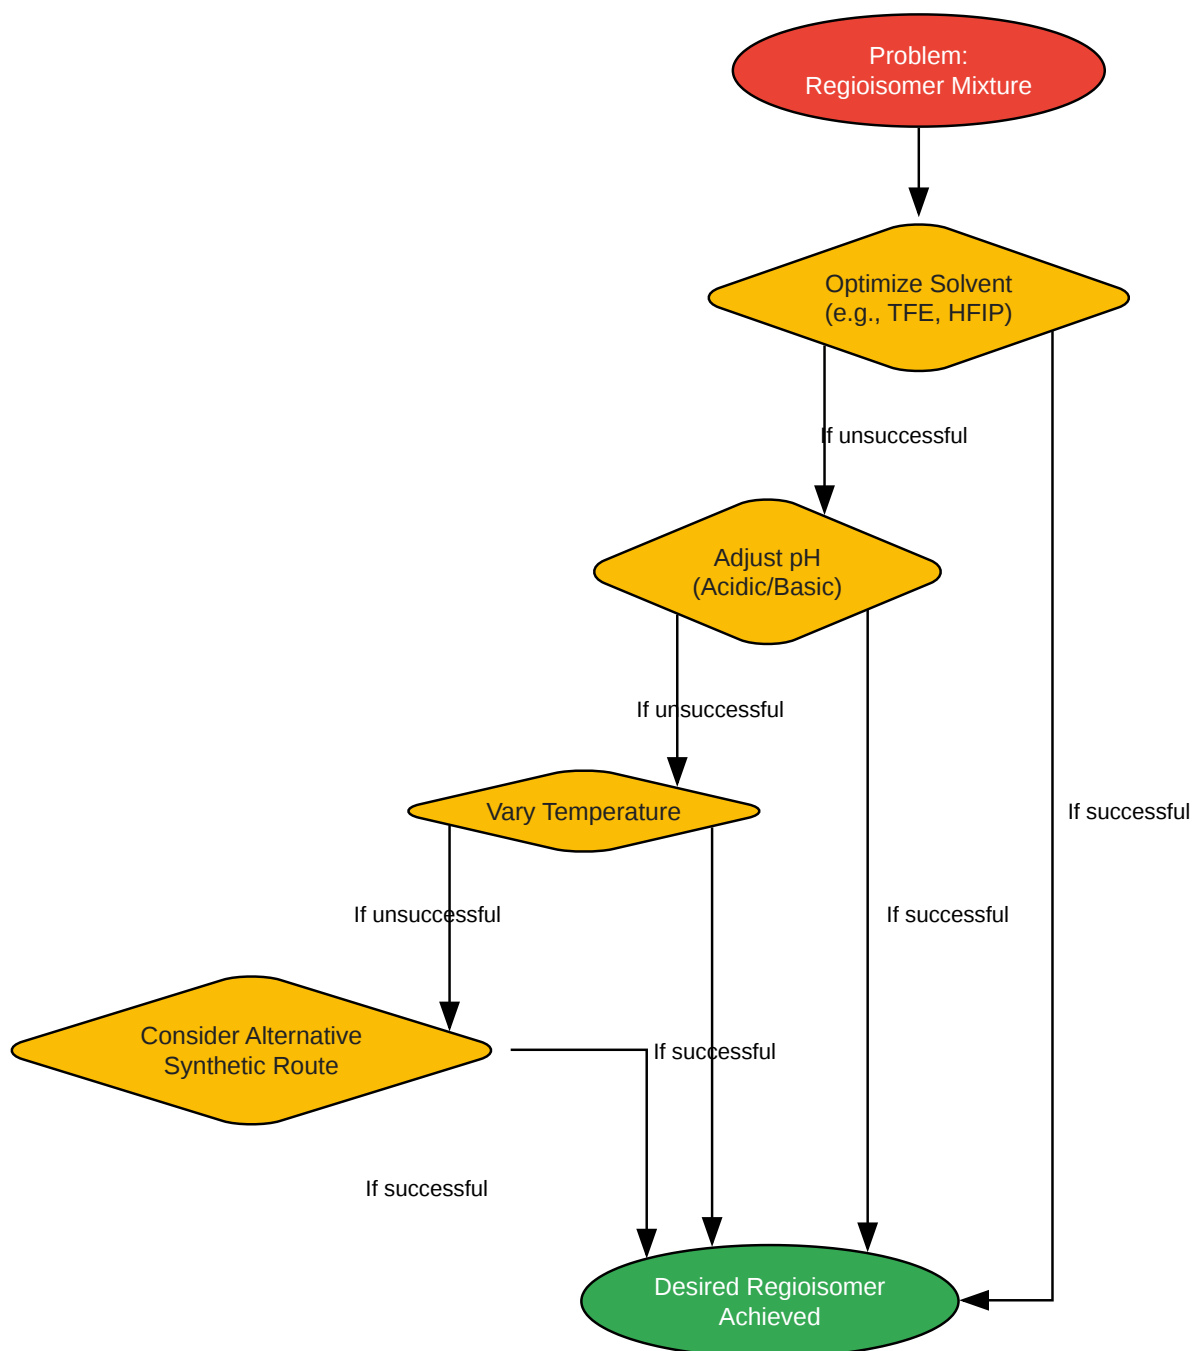 Problem:
Regioisomer Mixture
Optimize Solvent
(e.g., TFE, HFIP)
If unsuccessful
Adjust pH
(Acidic/Basic)
If unsuccessful
Vary Temperature
If successful
If unsuccessful
If successful
Consider Alternative
Synthetic Route
If successful
If successful
Desired Regioisomer
Achieved